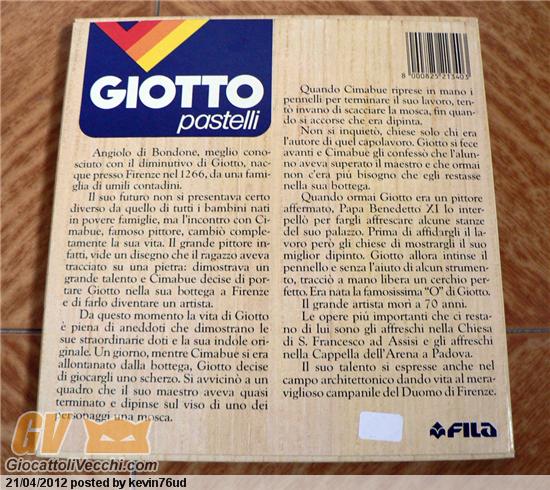 GIOTTO
pastelli
8 000825 213403
Angiolo di Bondone, meglio cono-
sciuto con il diminutivo di Giotto, nac-
que presso Firenze nel 1266, da una fami-
glia di umili contadini.
Il suo futuro non si presentava certo
diverso da quello di tutti i bambini nati
in povere famiglie, ma l'incontro con Ci-
mabue, famoso pittore, cambiò comple-
tamente la sua vita. Il grande pittore in-
fatti, vide un disegno che il ragazzo aveva
tracciato su una pietra: dimostrava un
grande talento e Cimabue decise di por-
tare Giotto nella sua bottega a Firenze
e di farlo diventare un artista.
Da questo momento la vita di Giotto
è piena di aneddoti che dimostrano le
sue straordinarie doti e la sua indole ori-
ginale. Un giorno, mentre Cimabue si era
allontanato dalla bottega, Giotto decise
di giocargli uno scherzo. Si avvicinò a un
quadro che il suo maestro aveva quasi
terminato e dipinse sul viso di uno dei
personaggi una mosca.
Quando Cimabue riprese in mano i
pennelli per terminare il suo lavoro, ten-
tò invano di scacciare la mosca, fin quan-
do si accorse che era dipinta.
Non si inquietò, chiese solo chi era
l'autore di quel capolavoro. Giotto si fece
avanti e Cimabue gli confessò che l'alun-
no aveva superato il maestro e che ormai
non c'era più bisogno che egli restasse
nella sua bottega.
Quando ormai Giotto era un pittore
affermato, Papa Benedetto XI lo inter-
pellò per fargli affrescare alcune stanze
del suo palazzo. Prima di affidargli il la-
voro però gli chiese di mostrargli il suo
miglior dipinto. Giotto allora intinse il
pennello e senza l'aiuto di alcun strumen-
to, tracciò a mano libera un cerchio per-
fetto. Era nata la famosissima “O” di Giotto.
Il grande artista morì a 70 anni.
Le opere più importanti che ci resta-
no di lui sono gli affreschi nella Chiesa
di S. Francesco ad Assisi e gli affreschi
nella Cappella dell'Arena a Padova.
Il suo talento si espresse anche nel
campo architettonico dando vita al mera-
viglioso campanile del Duomo di Firenze.
FILA
GV
GiocattoliVecchi.com
21/04/2012 posted by kevin76ud